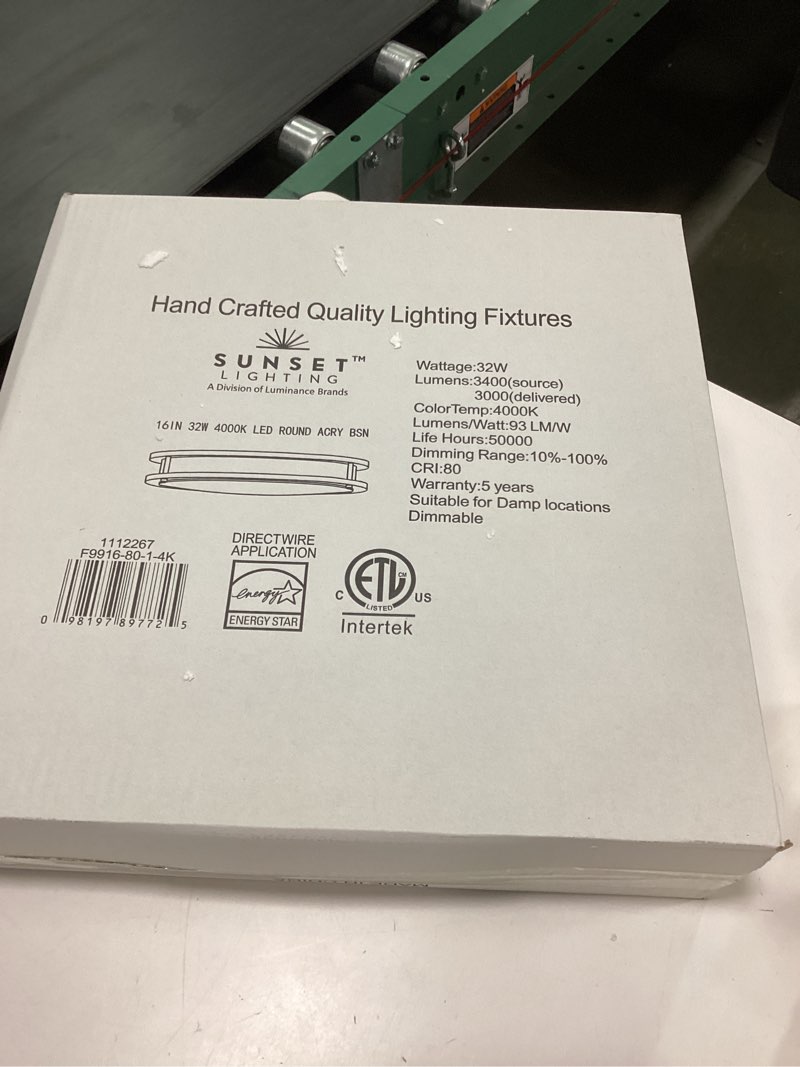 Hand Crafted Quality Lighting Fixtures
SUNSET™
LIGHTING
A Division of Luminance Brands
16IN 32W 4000K LED ROUND ACRY BSN
Wattage:32W
Lumens:3400(source)
3000(delivered)
ColorTemp:4000K
Lumens/Watt:93 LM/W
Life Hours:50000
Dimming Range:10%-100%
CRI:80
Warranty:5 years
Suitable for Damp locations
Dimmable
1112267
F9916-80-1-4K
0 98197 89772 5
DIRECTWIRE
APPLICATION
energy
ENERGY STAR
ETL CM
C US
LISTED
Intertek